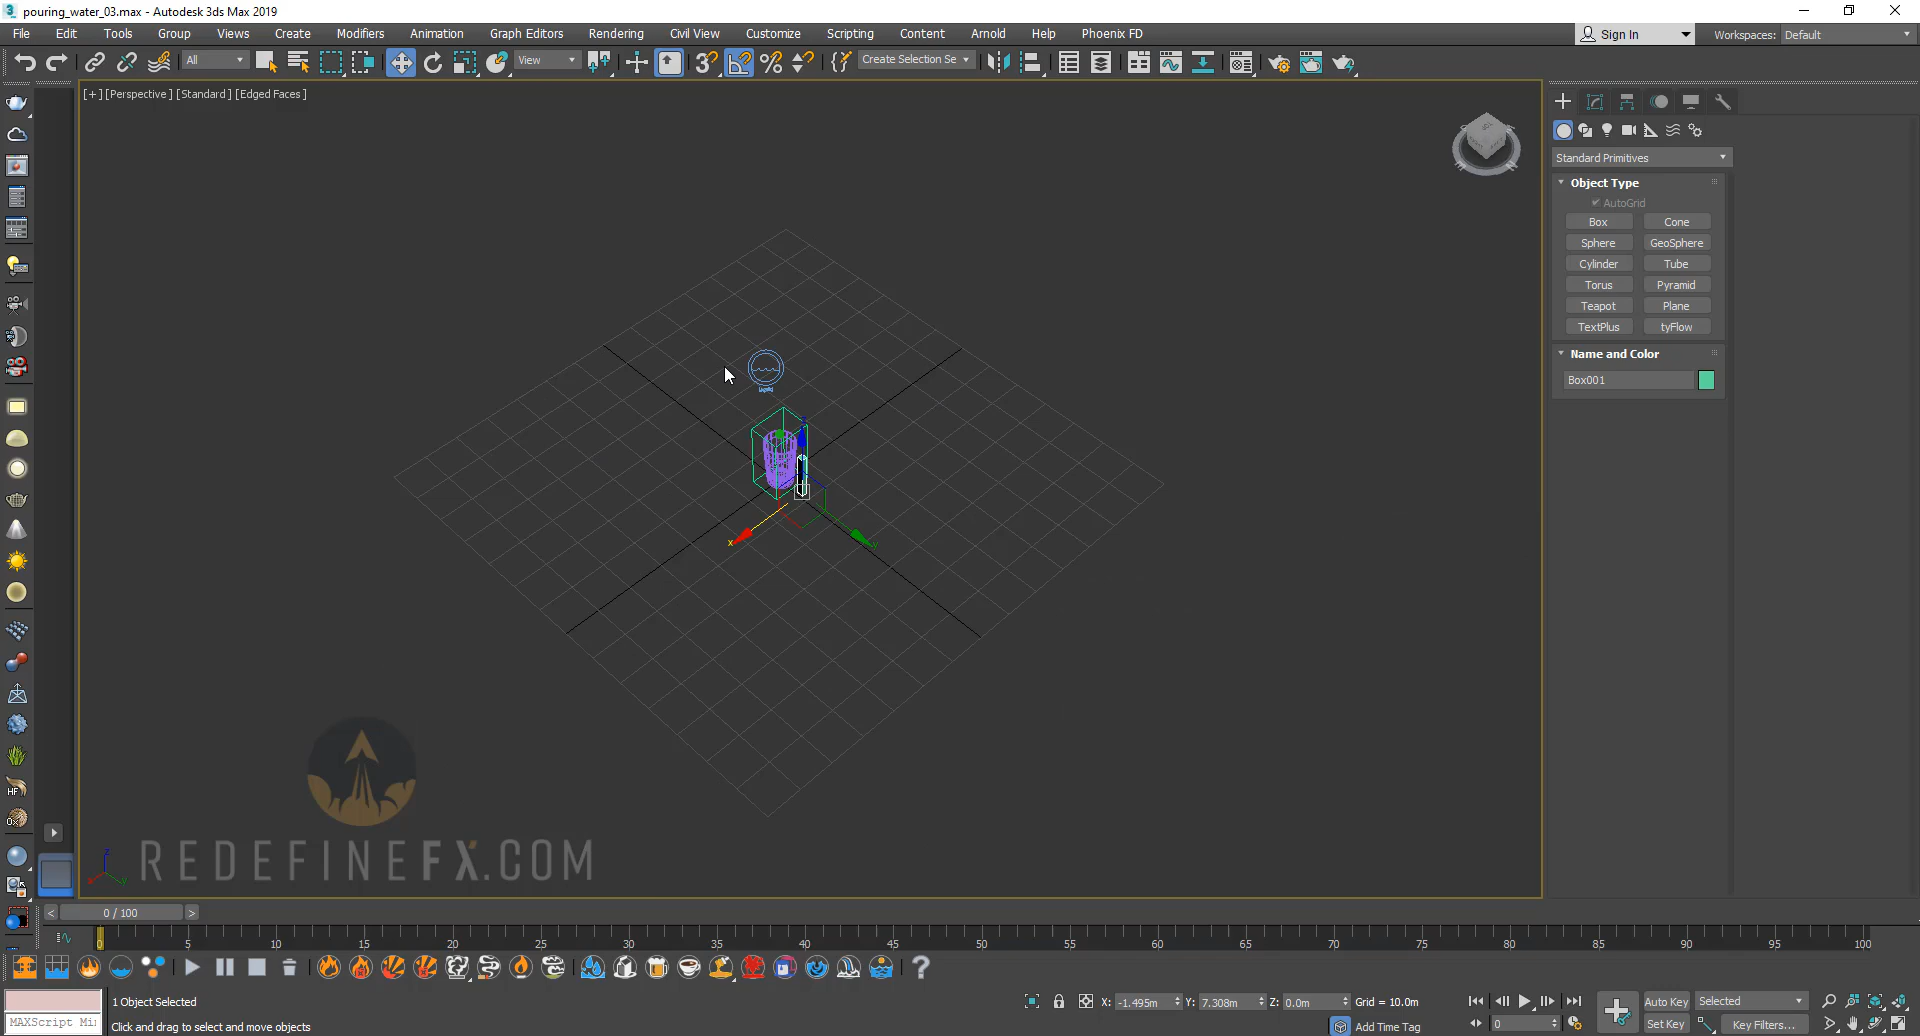 pouring_water_03.max - Autodesk 3ds Max 2019
File Edit Tools Group Views Create Modifiers Animation Graph Editors Rendering Civil View Customize Scripting Content Arnold Help Phoenix FD
Sign In
Workspaces: Default
All
View
Create Selection Se
[+] [Perspective] [Standard] [Edged Faces]
Standard Primitives
Object Type
AutoGrid
Box Cone
Sphere GeoSphere
Cylinder Tube
Torus Pyramid
Teapot Plane
TextPlus tyFlow
Name and Color
Box001
x
y
z
HF
REDEFINEFX.COM
< 0 / 100 >
0 5 10 15 20 25 30 35 40 45 50 55 60 65 70 75 80 85 90 95 100
1 Object Selected
X: -1.495m Y: 7.308m Z: 0.0m Grid = 10.0m
Auto Key Selected
MAXScript Mi
Click and drag to select and move objects
Add Time Tag
0
Set Key Key Filters...